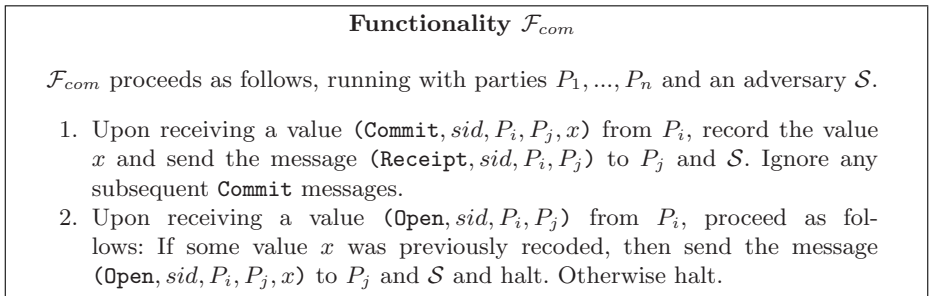 Functionality F_com
F_com proceeds as follows, running with parties P_1, ..., P_n and an adversary S.
1. Upon receiving a value (Commit, sid, P_i, P_j, x) from P_i, record the value
x and send the message (Receipt, sid, P_i, P_j) to P_j and S. Ignore any
subsequent Commit messages.
2. Upon receiving a value (Open, sid, P_i, P_j) from P_i, proceed as fol-
lows: If some value x was previously recoded, then send the message
(Open, sid, P_i, P_j, x) to P_j and S and halt. Otherwise halt.